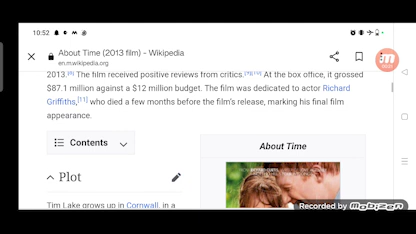 10:52
About Time (2013 film) - Wikipedia
en.m.wikipedia.org
2013.[8] The film received positive reviews from critics.[9][10] At the box office, it grossed
$87.1 million against a $12 million budget. The film was dedicated to actor Richard
Griffiths,[11] who died a few months before the film's release, marking his final film
appearance.
Contents
About Time
Plot
Tim Lake grows up in Cornwall, in a
Recorded by Mobizen